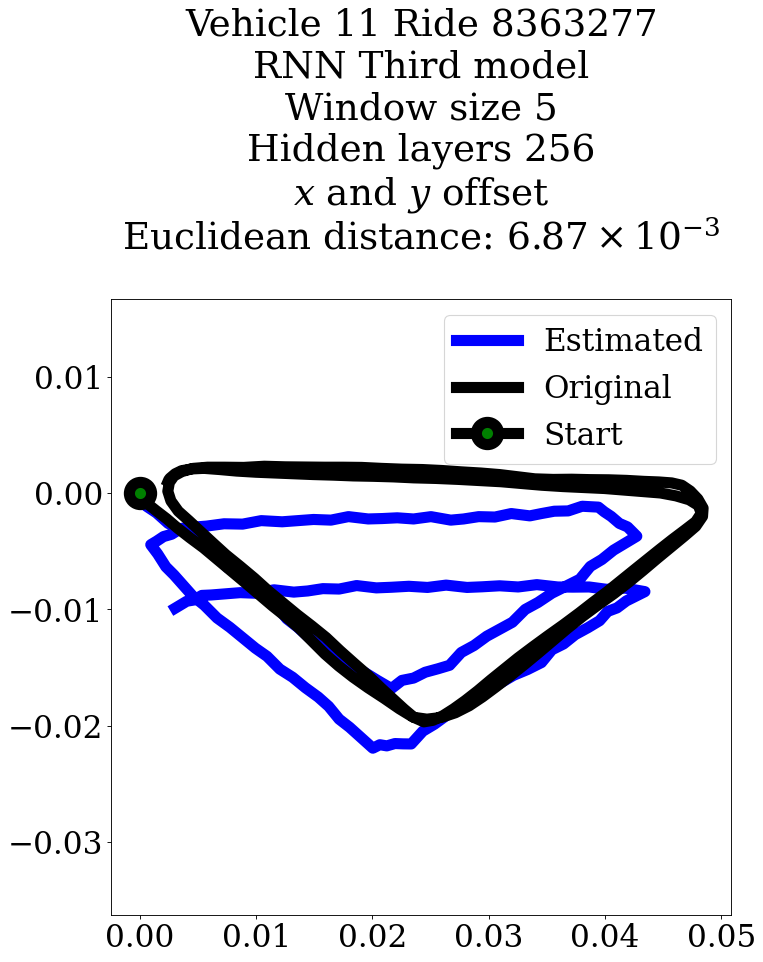 Vehicle 11 Ride 8363277
RNN Third model
Window size 5
Hidden layers 256
x and y offset
Euclidean distance: 6.87 × 10⁻³
Estimated
Original
Start
0.01
0.00
−0.01
−0.02
−0.03
0.00 0.01 0.02 0.03 0.04 0.05